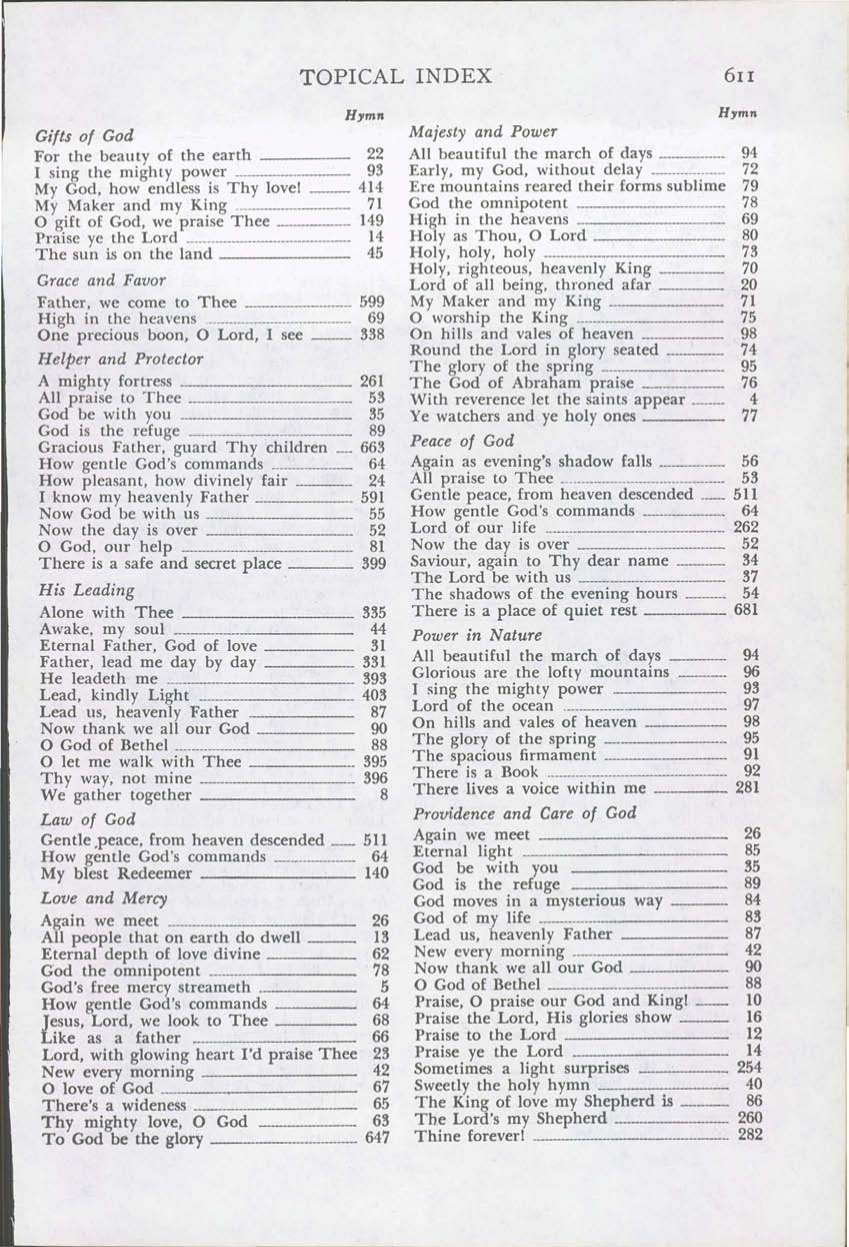 TOPICAL INDEX 611
Hymn
Gifts of God
For the beauty of the earth 22
I sing the mighty power 93
My God, how endless is Thy love! 414
My Maker and my King 71
O gift of God, we praise Thee 149
Praise ye the Lord 14
The sun is on the land 45
Grace and Favor
Father, we come to Thee 599
High in the heavens 69
One precious boon, O Lord, I see 338
Helper and Protector
A mighty fortress 261
All praise to Thee 53
God be with you 35
God is the refuge 89
Gracious Father, guard Thy children 663
How gentle God's commands 64
How pleasant, how divinely fair 24
I know my heavenly Father 591
Now God be with us 55
Now the day is over 52
O God, our help 81
There is a safe and secret place 399
His Leading
Alone with Thee 335
Awake, my soul 44
Eternal Father, God of love 31
Father, lead me day by day 331
He leadeth me 393
Lead, kindly Light 403
Lead us, heavenly Father 87
Now thank we all our God 90
O God of Bethel 88
O let me walk with Thee 395
Thy way, not mine 396
We gather together 8
Law of God
Gentle peace, from heaven descended 511
How gentle God's commands 64
My blest Redeemer 140
Love and Mercy
Again we meet 26
All people that on earth do dwell 13
Eternal depth of love divine 62
God the omnipotent 78
God's free mercy streameth 5
How gentle God's commands 64
Jesus, Lord, we look to Thee 68
Like as a father 66
Lord, with glowing heart I'd praise Thee 23
New every morning 42
O love of God 67
There's a wideness 65
Thy mighty love, O God 63
To God be the glory 647
Hymn
Majesty and Power
All beautiful the march of days 94
Early, my God, without delay 72
Ere mountains reared their forms sublime 79
God the omnipotent 78
High in the heavens 69
Holy as Thou, O Lord 80
Holy, holy, holy 73
Holy, righteous, heavenly King 70
Lord of all being, throned afar 20
My Maker and my King 71
O worship the King 75
On hills and vales of heaven 98
Round the Lord in glory seated 74
The glory of the spring 95
The God of Abraham praise 76
With reverence let the saints appear 4
Ye watchers and ye holy ones 77
Peace of God
Again as evening's shadow falls 56
All praise to Thee 53
Gentle peace, from heaven descended 511
How gentle God's commands 64
Lord of our life 262
Now the day is over 52
Saviour, again to Thy dear name 34
The Lord be with us 37
The shadows of the evening hours 54
There is a place of quiet rest 681
Power in Nature
All beautiful the march of days 94
Glorious are the lofty mountains 96
I sing the mighty power 93
Lord of the ocean 97
On hills and vales of heaven 98
The glory of the spring 95
The spacious firmament 91
There is a Book 92
There lives a voice within me 281
Providence and Care of God
Again we meet 26
Eternal light 85
God be with you 35
God is the refuge 89
God moves in a mysterious way 84
God of my life 83
Lead us, heavenly Father 87
New every morning 42
Now thank we all our God 90
O God of Bethel 88
Praise, O praise our God and King! 10
Praise the Lord, His glories show 16
Praise to the Lord 12
Praise ye the Lord 14
Sometimes a light surprises 254
Sweetly the holy hymn 40
The King of love my Shepherd is 86
The Lord's my Shepherd 260
Thine forever! 282